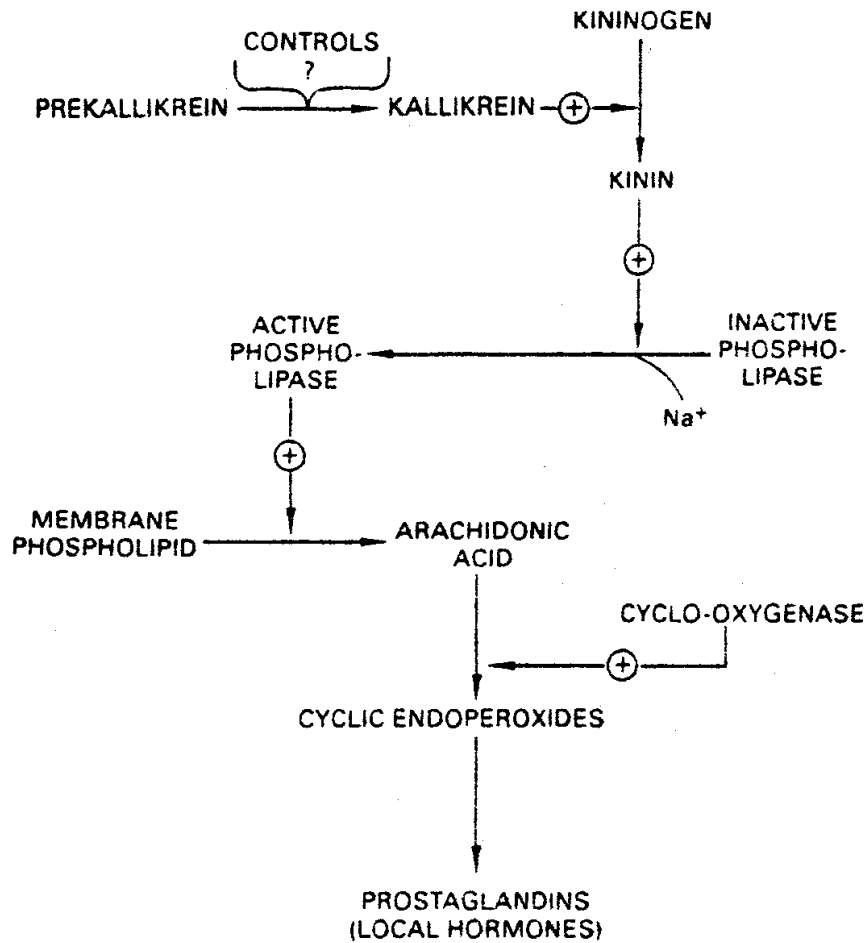 KININOGEN
CONTROLS
?
PREKALLIKREIN
KALLIKREIN
+
KININ
+
ACTIVE
PHOSPHO-
LIPASE
INACTIVE
PHOSPHO-
LIPASE
Na+
+
MEMBRANE
PHOSPHOLIPID
ARACHIDONIC
ACID
CYCLO-OXYGENASE
+
CYCLIC ENDOPEROXIDES
PROSTAGLANDINS
(LOCAL HORMONES)